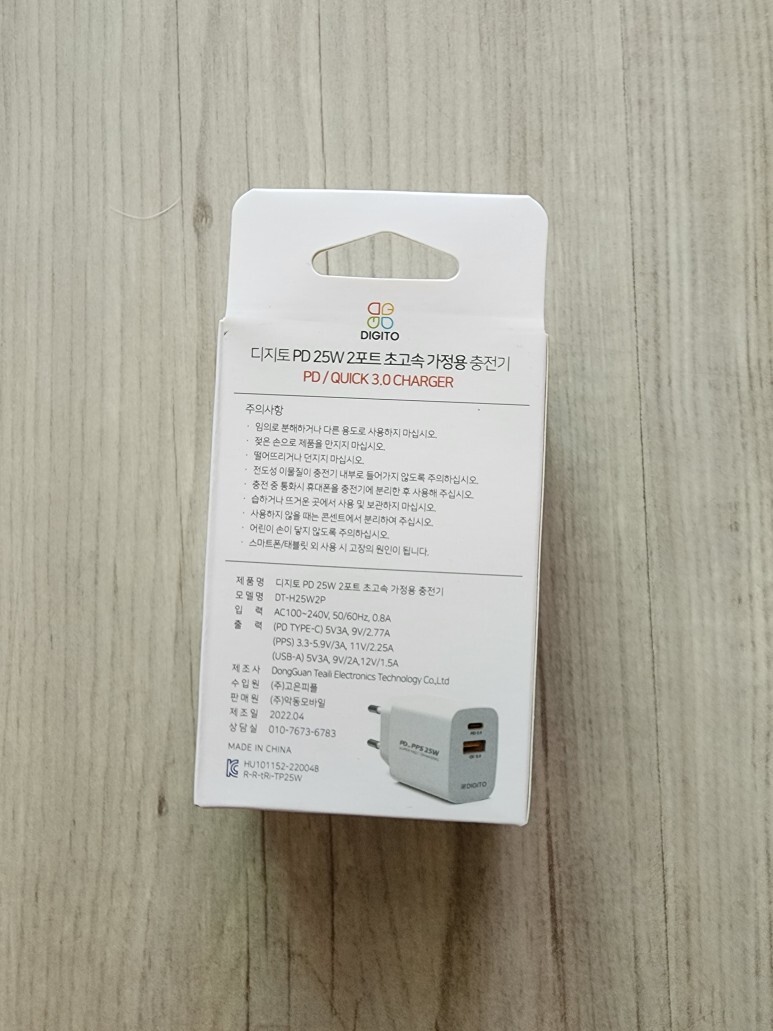 DIGITO
디지토 PD 25W 2포트 초고속 가정용 충전기
PD / QUICK 3.0 CHARGER
주의사항
· 임의로 분해하거나 다른 용도로 사용하지 마십시오.
· 젖은 손으로 제품을 만지지 마십시오.
· 떨어뜨리거나 던지지 마십시오.
· 전도성 이물질이 충전기 내부로 들어가지 않도록 주의하십시오.
· 충전 중 통화시 휴대폰을 충전기에 분리한 후 사용해 주십시오.
· 습하거나 뜨거운 곳에서 사용 및 보관하지 마십시오.
· 사용하지 않을 때는 콘센트에서 분리하여 주십시오.
· 어린이 손이 닿지 않도록 주의하십시오.
· 스마트폰/태블릿 외 사용 시 고장의 원인이 됩니다.
제품명 디지토 PD 25W 2포트 초고속 가정용 충전기
모델명 DT-H25W2P
입 력 AC100~240V, 50/60Hz, 0.8A
출 력 (PD TYPE-C) 5V3A, 9V/2.77A
(PPS) 3.3-5.9V/3A, 11V/2.25A
(USB-A) 5V3A, 9V/2A,12V/1.5A
제조사 DongGuan Teaili Electronics Technology Co,.Ltd
수입원 (주)고은피플
판매원 (주)악동모바일
제조일 2022.04
상담실 010-7673-6783
MADE IN CHINA
HU101152-220048
R-R-tRi-TP25W
PD, PPS 25W
DIGITO